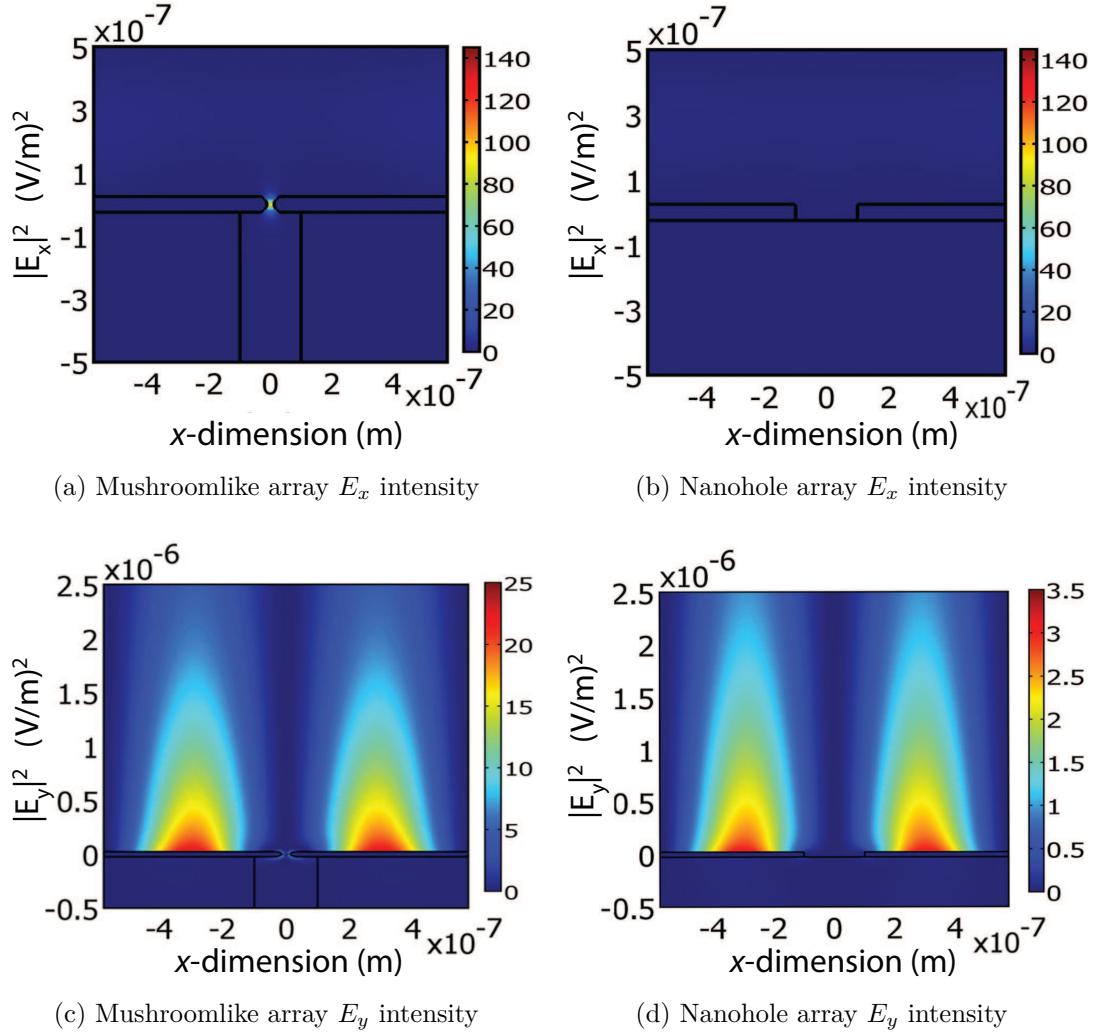 x10^-7
5
3
1
-1
-3
-5
|E_x|^2 (V/m)^2
-4 -2 0 2 4
x10^-7
x-dimension (m)
140
120
100
80
60
40
20
0
(a) Mushroomlike array E_x intensity
x10^-7
5
3
1
-1
-3
-5
|E_x|^2 (V/m)^2
-4 -2 0 2 4
x10^-7
x-dimension (m)
140
120
100
80
60
40
20
0
(b) Nanohole array E_x intensity
x10^-6
2.5
2
1.5
1
0.5
0
-0.5
|E_y|^2 (V/m)^2
-4 -2 0 2 4
x10^-7
x-dimension (m)
25
20
15
10
5
0
(c) Mushroomlike array E_y intensity
x10^-6
2.5
2
1.5
1
0.5
0
-0.5
|E_y|^2 (V/m)^2
-4 -2 0 2 4
x10^-7
x-dimension (m)
3.5
3
2.5
2
1.5
1
0.5
0
(d) Nanohole array E_y intensity